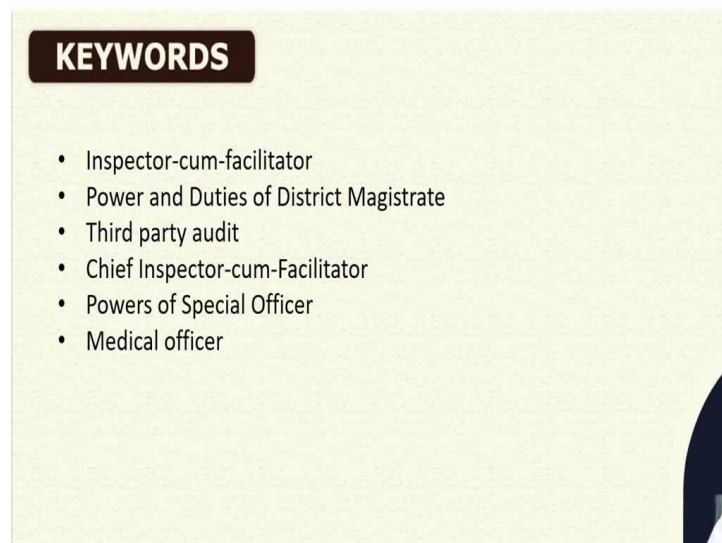 KEYWORDS
• Inspector-cum-facilitator
• Power and Duties of District Magistrate
• Third party audit
• Chief Inspector-cum-Facilitator
• Powers of Special Officer
• Medical officer